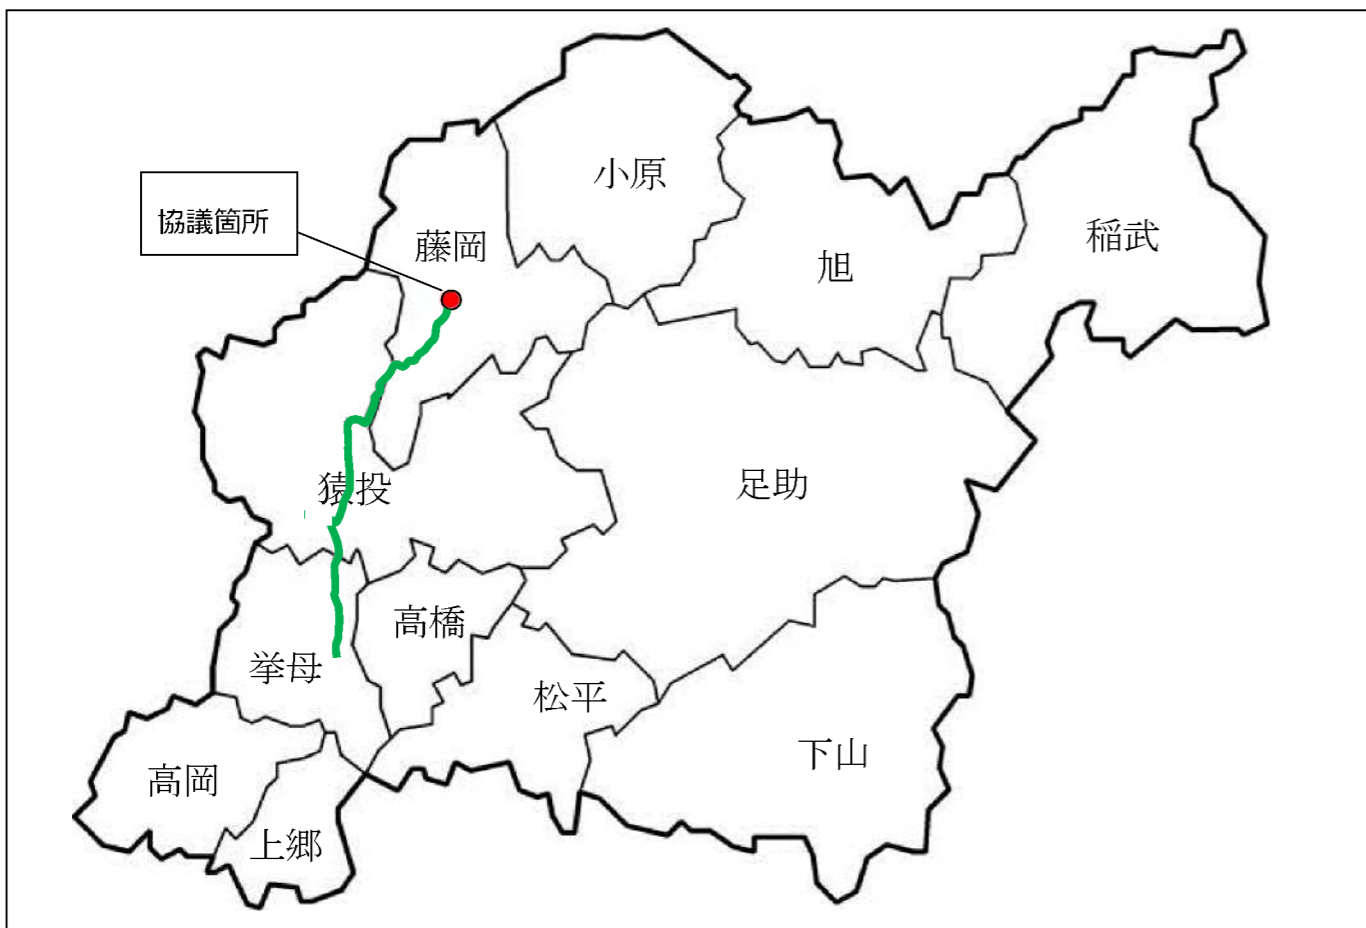 小原
協議箇所
藤岡
稲武
旭
猿投
足助
高橋
挙母
松平
下山
高岡
上郷